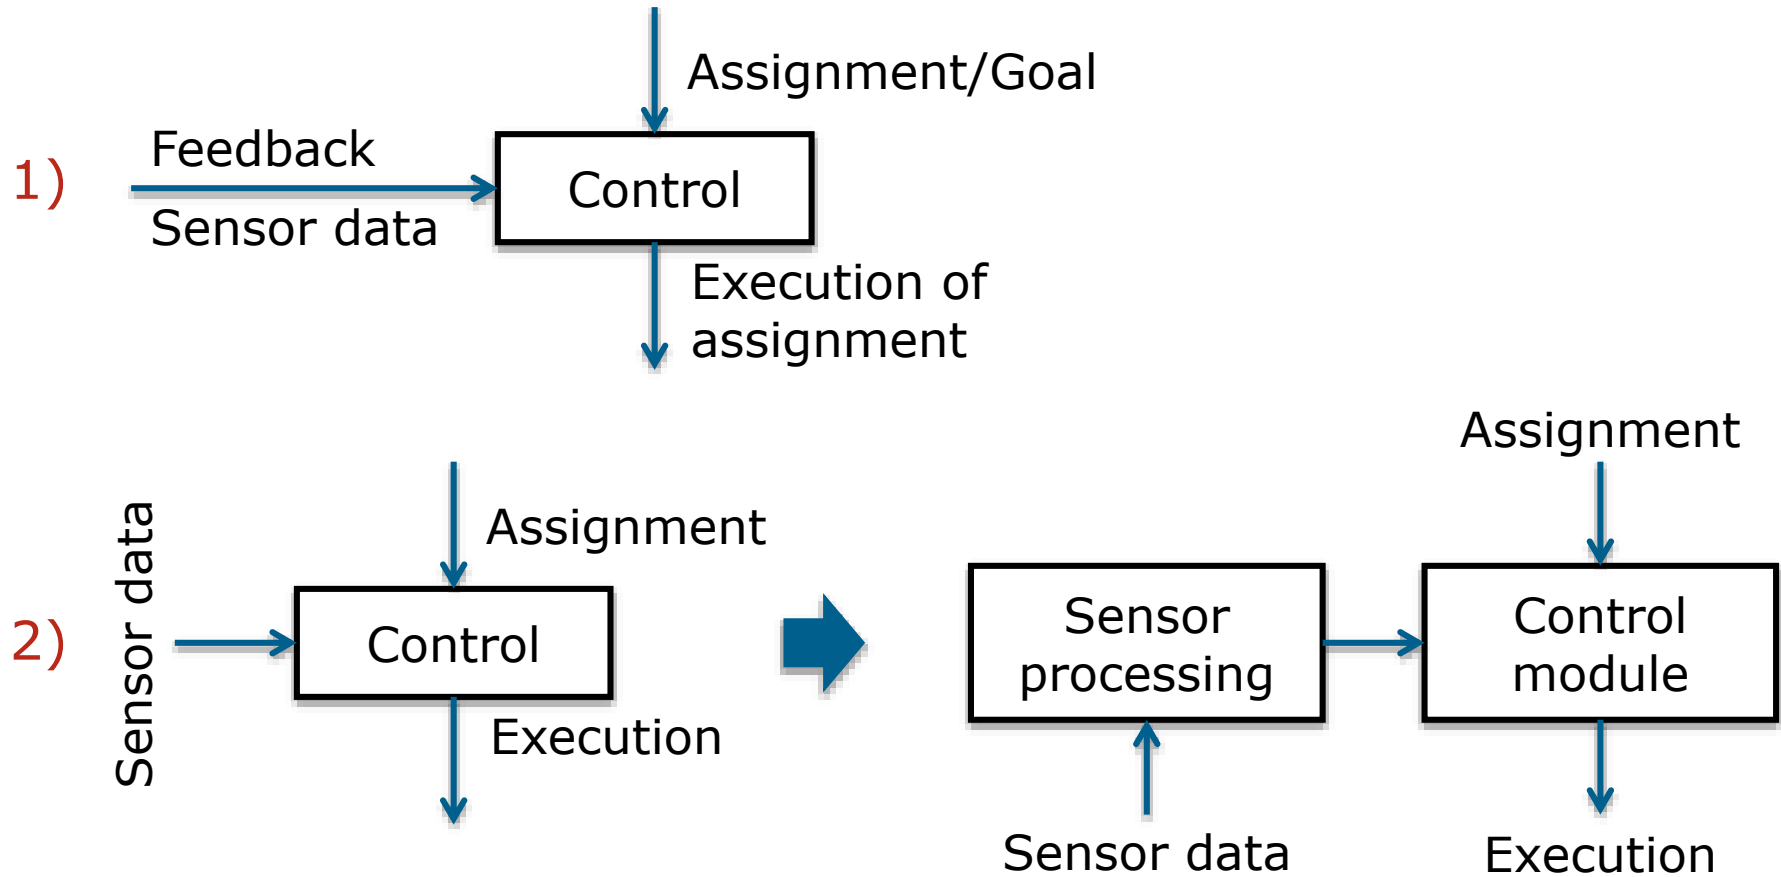 Assignment/Goal
1)
Feedback
Sensor data
Control
Execution of
assignment
2)
Sensor data
Assignment
Control
Execution
Assignment
Sensor
processing
Control
module
Sensor data
Execution